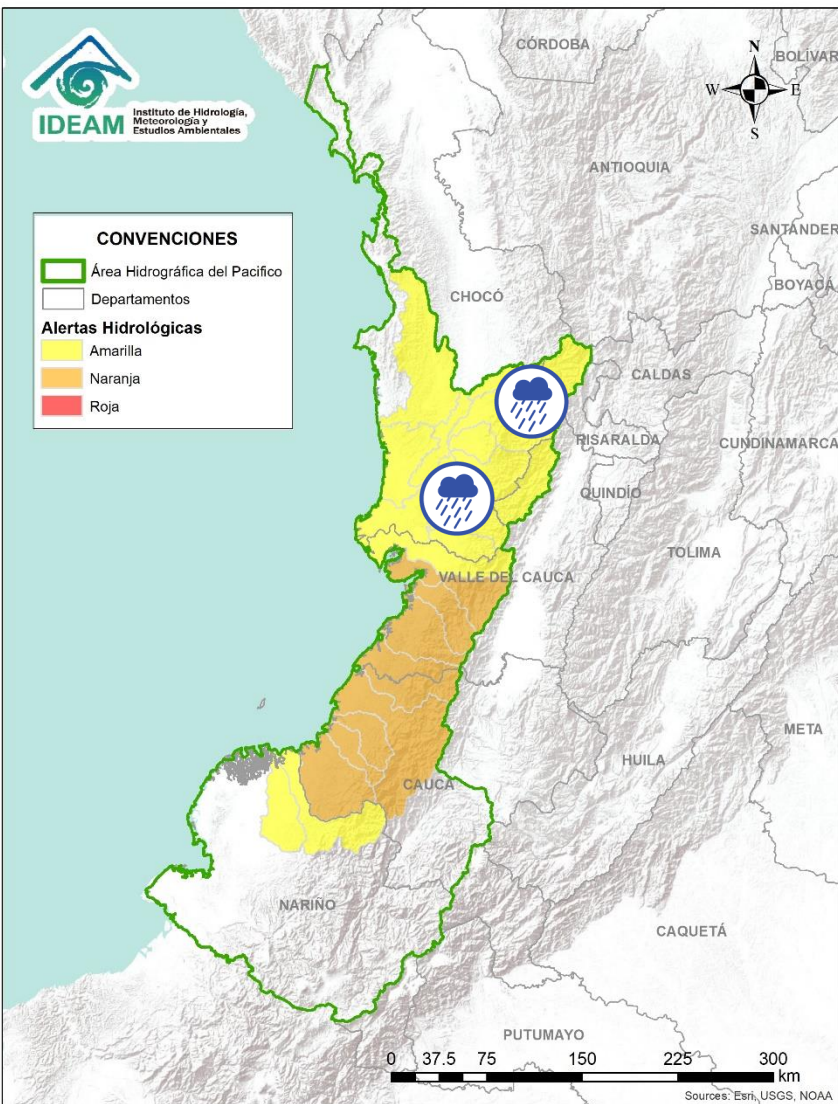 IDEAM
Instituto de Hidrología,
Meteorología y
Estudios Ambientales
N
W
E
S
CONVENCIONES
Área Hidrográfica del Pacifico
Departamentos
Alertas Hidrológicas
Amarilla
Naranja
Roja
CÓRDOBA
BOLÍVAR
ANTIOQUIA
SANTANDER
BOYACÁ
CHOCÓ
CALDAS
RISARALDA
CUNDINAMARCA
QUINDÍO
TOLIMA
VALLE DEL CAUCA
META
HUILA
CAUCA
NARIÑO
CAQUETÁ
PUTUMAYO
0 37.5 75 150 225 300
km
Sources: Esri, USGS, NOAA